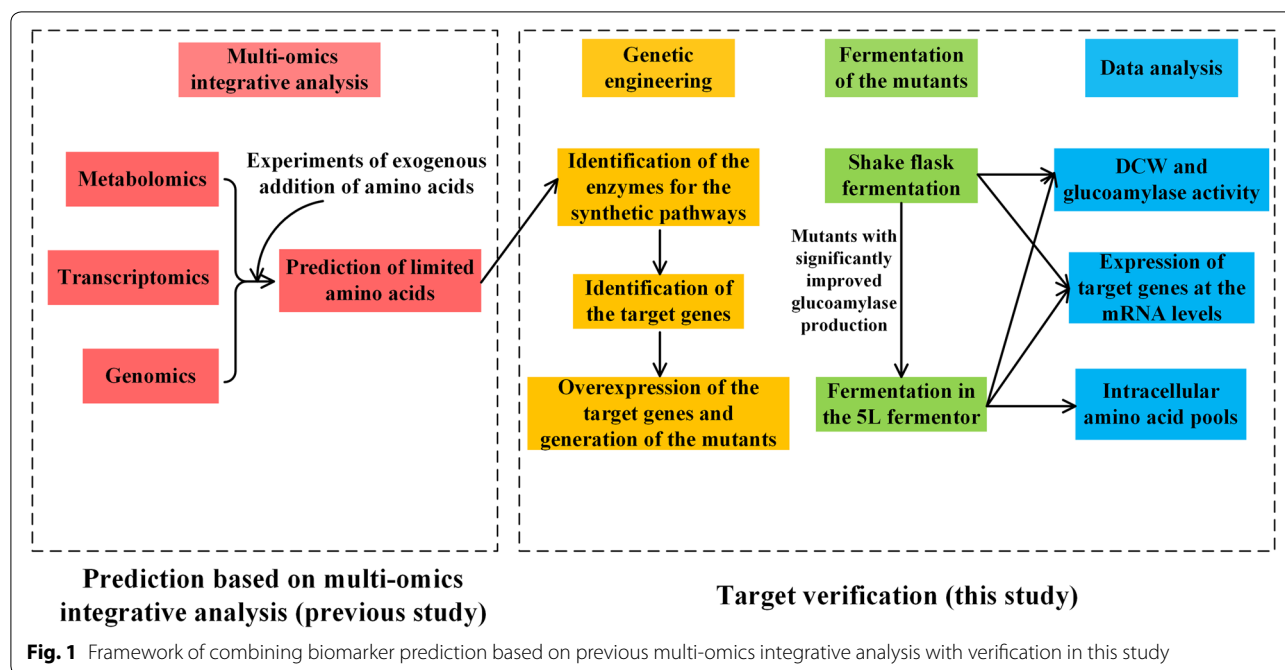 Multi-omics
integrative analysis
Metabolomics
Transcriptomics
Genomics
Experiments of exogenous
addition of amino acids
Prediction of limited
amino acids
Prediction based on multi-omics
integrative analysis (previous study)
Genetic
engineering
Identification of the
enzymes for the
synthetic pathways
Identification of
the target genes
Overexpression of the
target genes and
generation of the mutants
Fermentation
of the mutants
Shake flask
fermentation
Mutants with
significantly
improved
glucoamylase
production
Fermentation in
the 5L fermentor
Data analysis
DCW and
glucoamylase activity
Expression of
target genes at the
mRNA levels
Intracellular
amino acid pools
Target verification (this study)
Fig. 1 Framework of combining biomarker prediction based on previous multi-omics integrative analysis with verification in this study